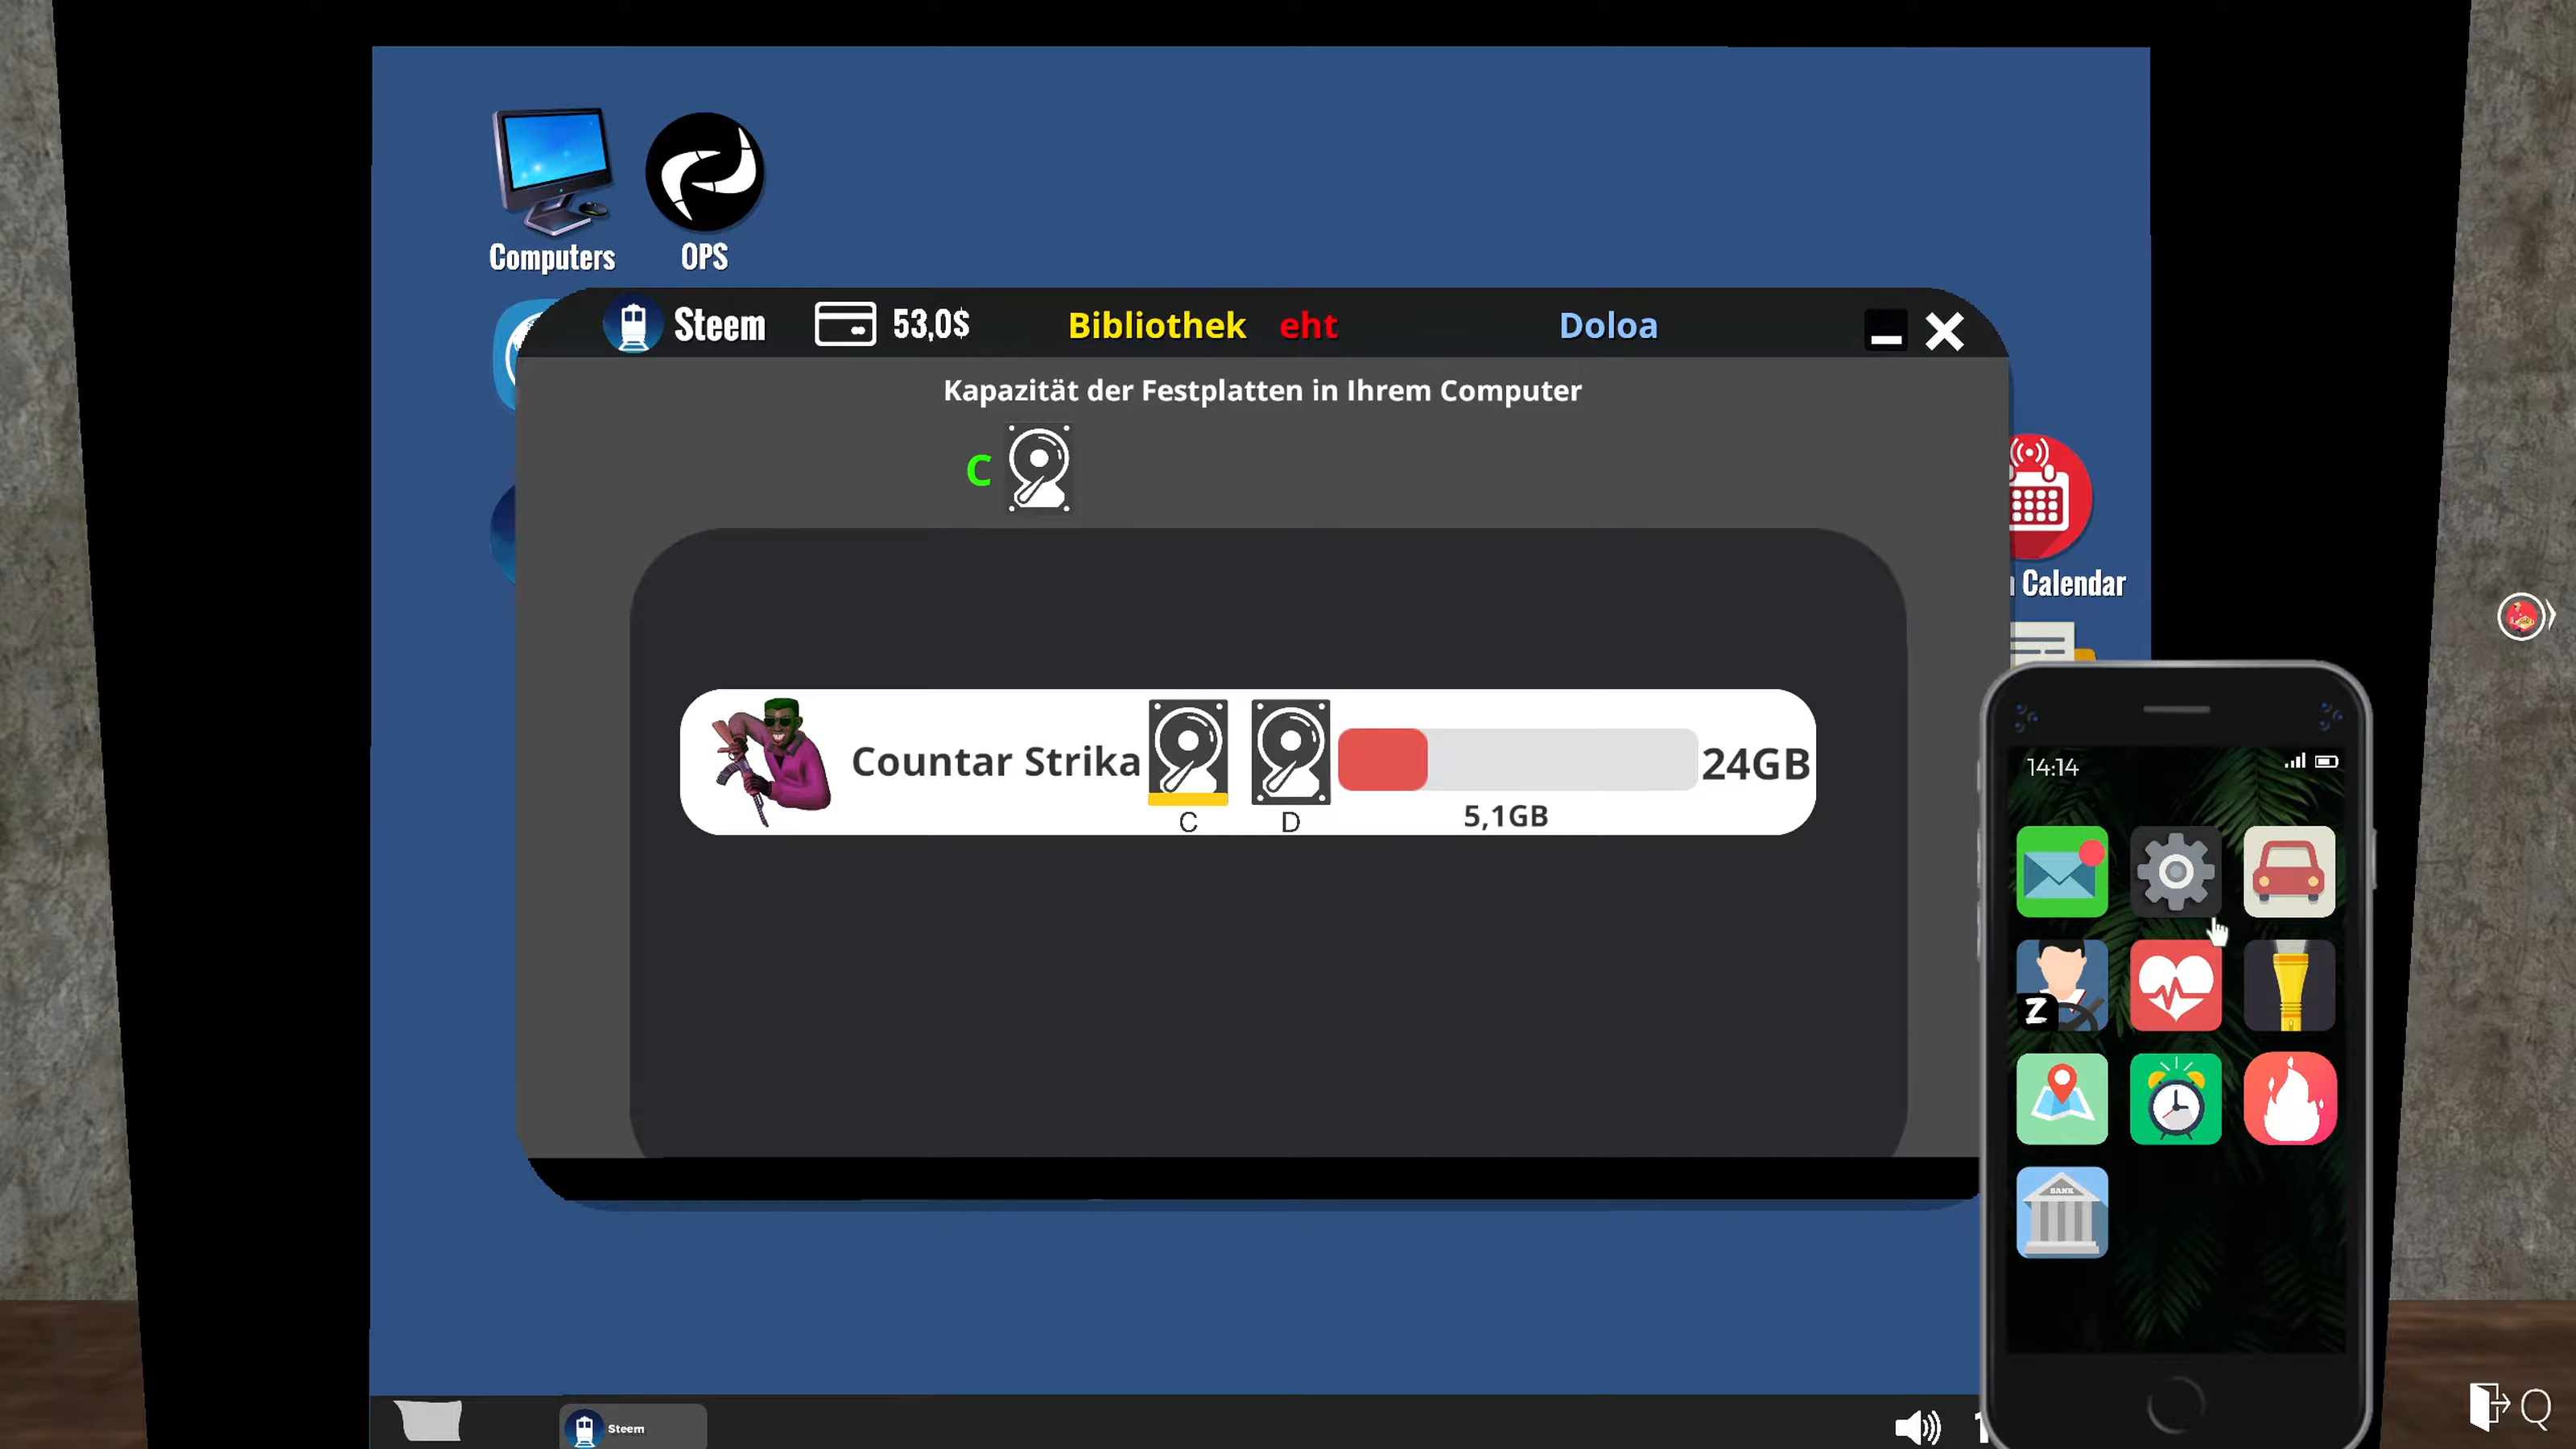 Computers
OPS
Steem
53,0$
Bibliothek
eht
Doloa
Kapazität der Festplatten in Ihrem Computer
C
Calendar
Countar Strika
C
D
5,1GB
24GB
14:14
Z
BANK
Steem
Q